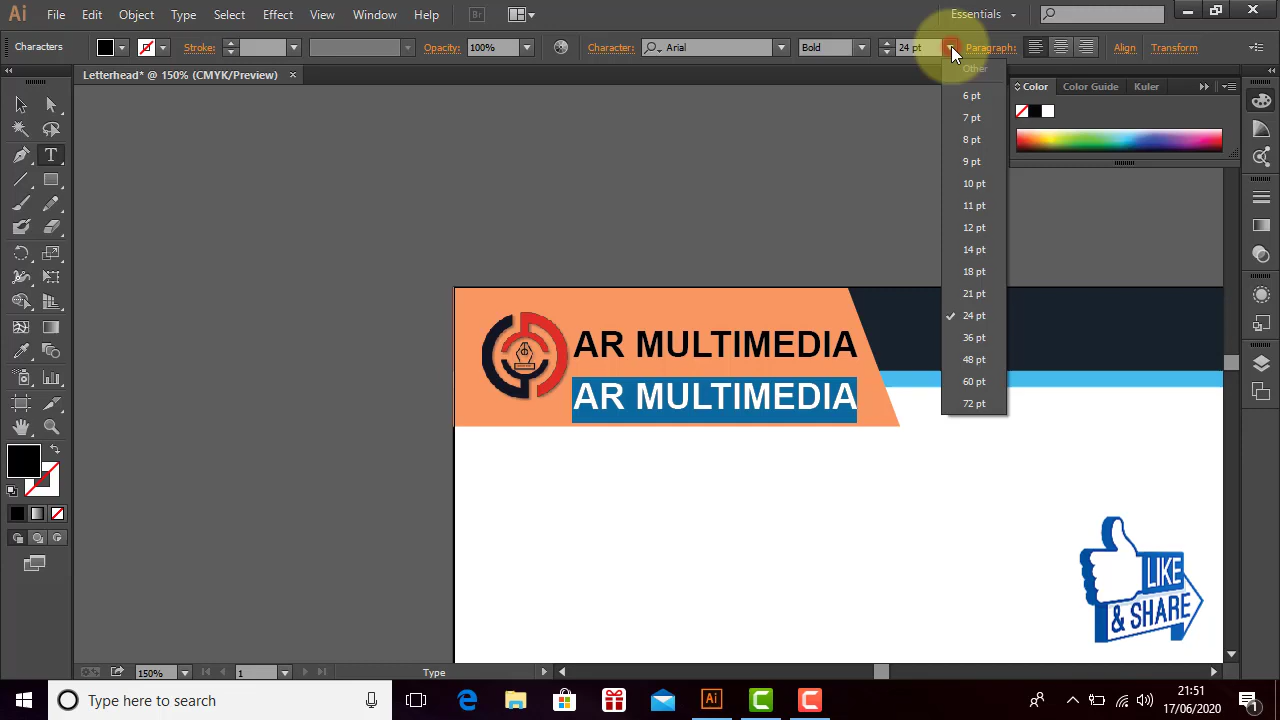 Ai File Edit Object Type Select Effect View Window Help Br Essentials
Characters Stroke: Opacity: 100% Character: Arial Bold 24 pt Paragraph: Align Transform
Letterhead* @ 150% (CMYK/Preview)
Other
6 pt
7 pt
8 pt
9 pt
10 pt
11 pt
12 pt
14 pt
18 pt
21 pt
24 pt
36 pt
48 pt
60 pt
72 pt
Color Color Guide Kuler
AR MULTIMEDIA
AR MULTIMEDIA
LIKE
& SHARE
150% 1 Type
Type here to search
Ai
21:51
17/06/2020
1